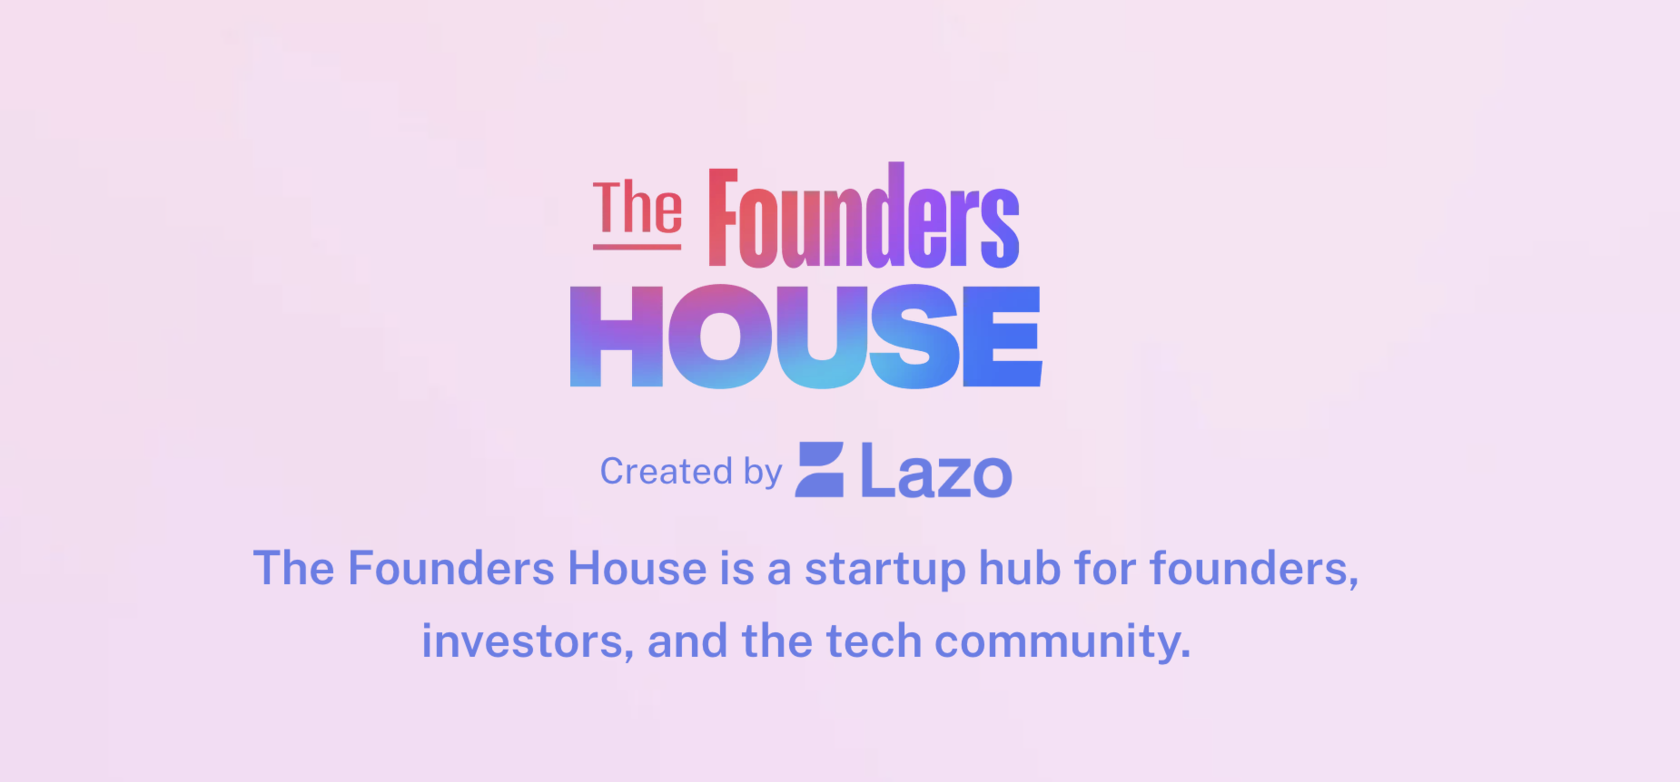 The Founders
HOUSE
Created by Lazo
The Founders House is a startup hub for founders,
investors, and the tech community.